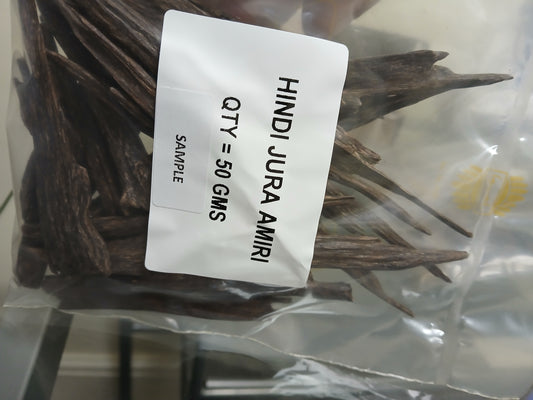 HINDI JURA AMIRI
QTY = 50 GMS
SAMPLE